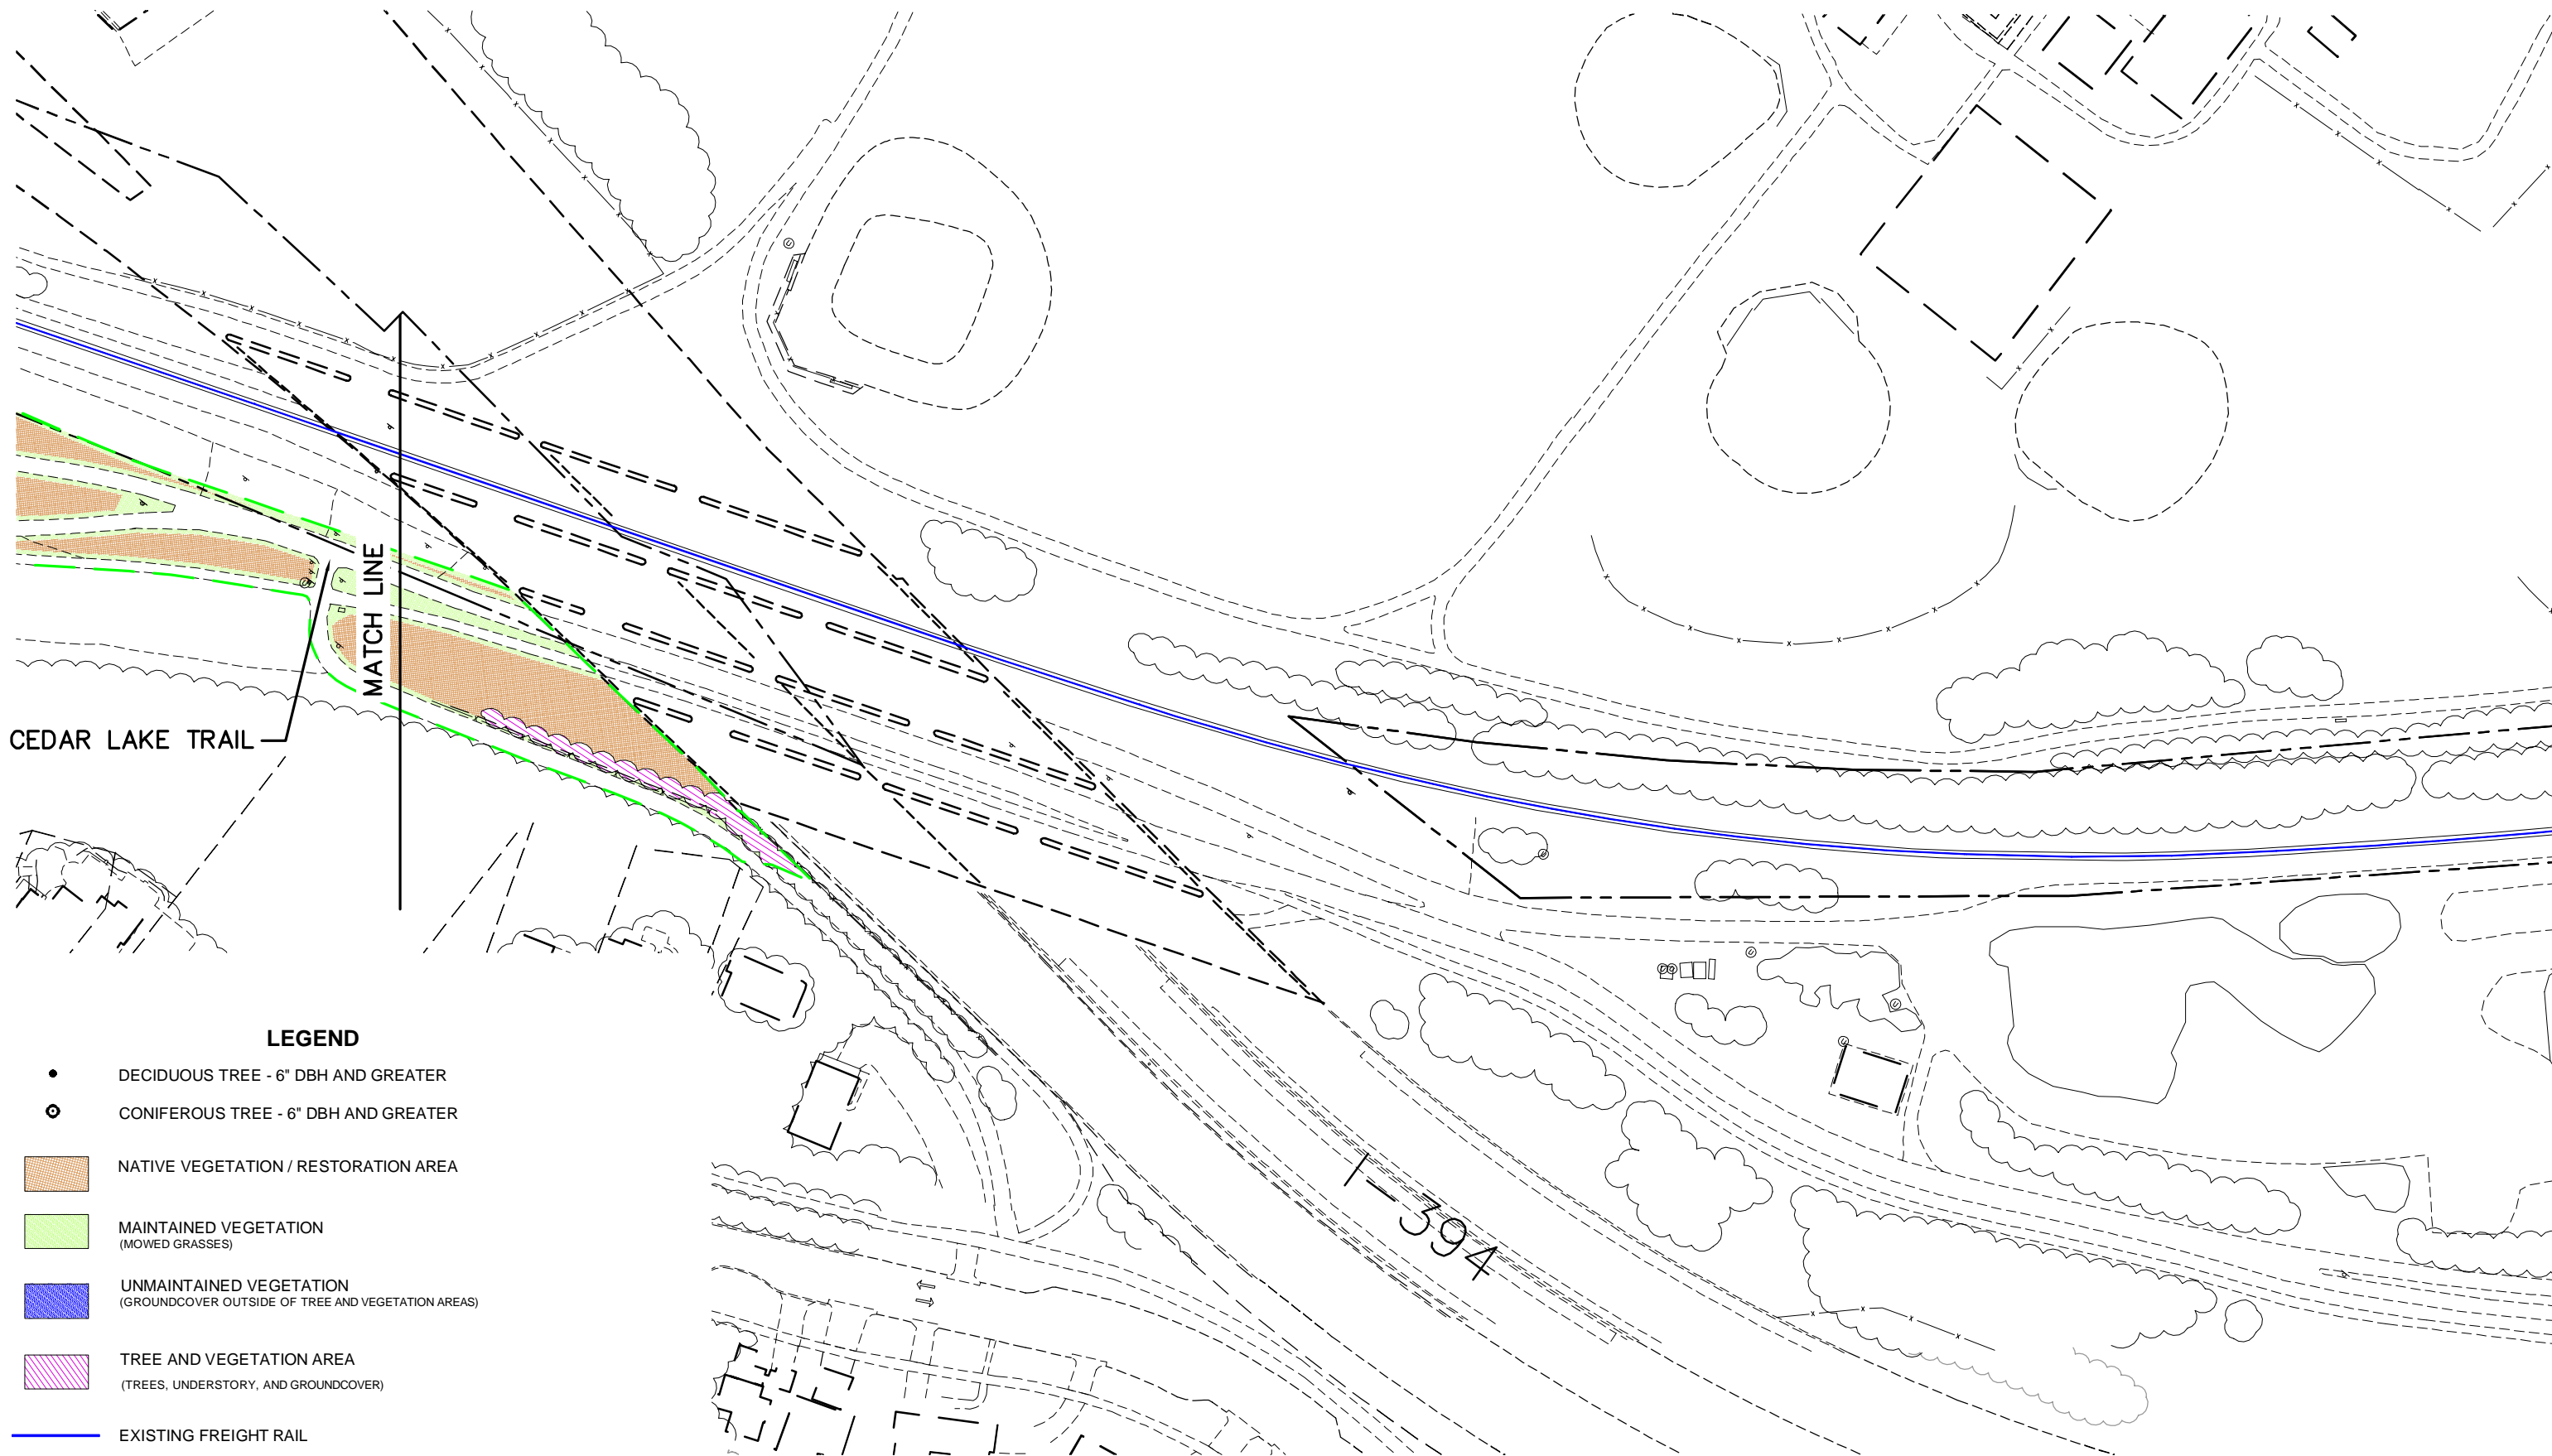 MATCH LINE
CEDAR LAKE TRAIL
I-394
LEGEND
DECIDUOUS TREE - 6" DBH AND GREATER
CONIFEROUS TREE - 6" DBH AND GREATER
NATIVE VEGETATION / RESTORATION AREA
MAINTAINED VEGETATION
(MOWED GRASSES)
UNMAINTAINED VEGETATION
(GROUNDCOVER OUTSIDE OF TREE AND VEGETATION AREAS)
TREE AND VEGETATION AREA
(TREES, UNDERSTORY, AND GROUNDCOVER)
EXISTING FREIGHT RAIL